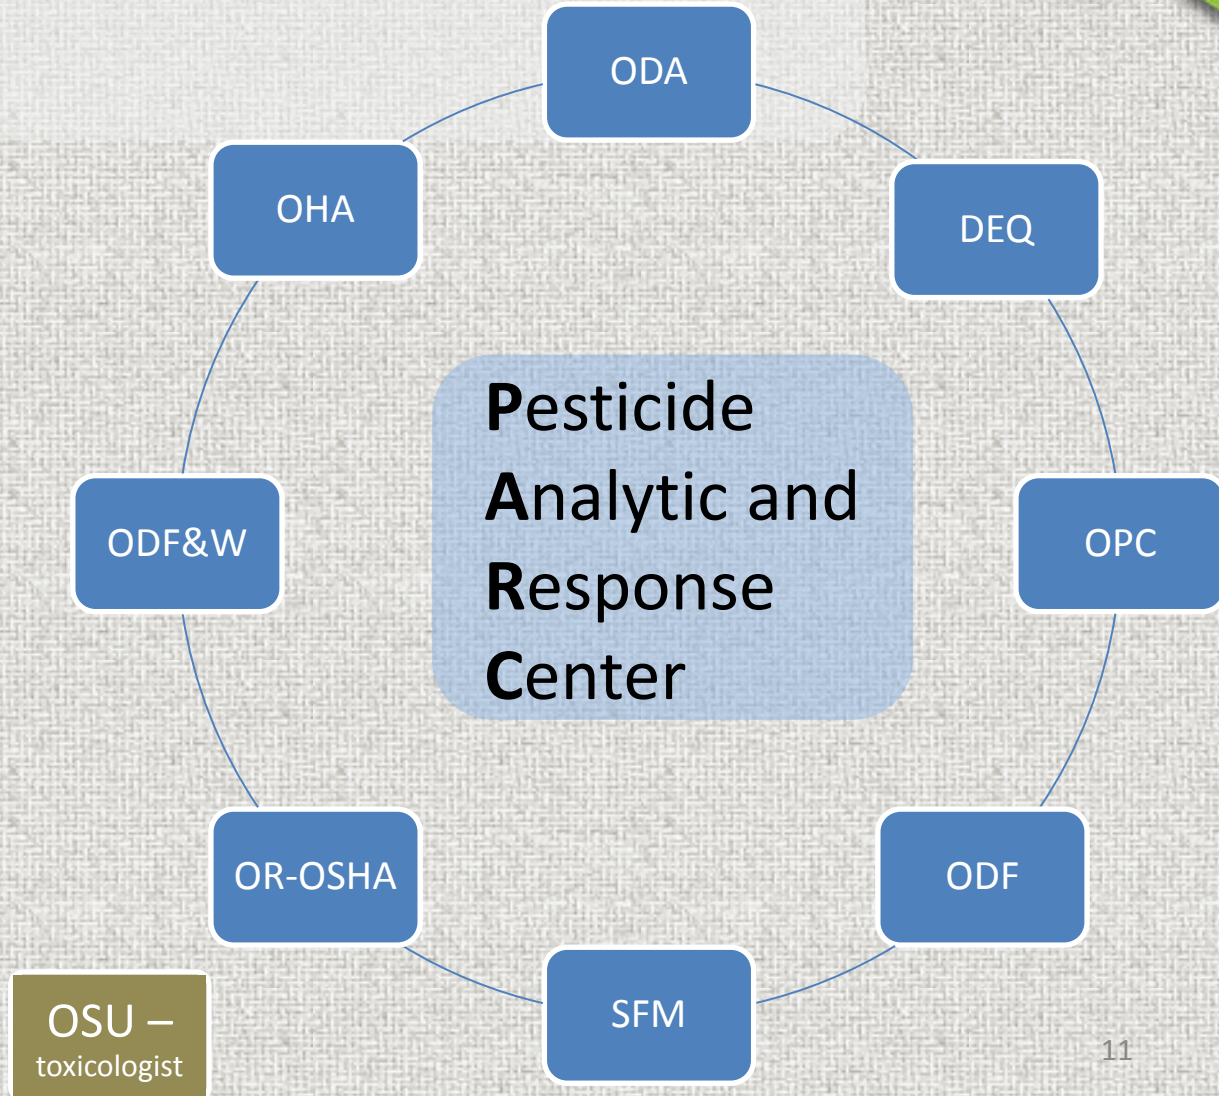 ODA
OHA
DEQ
Pesticide
Analytic and
Response
Center
ODF&W
OPC
OR-OSHA
ODF
SFM
OSU –
toxicologist
11